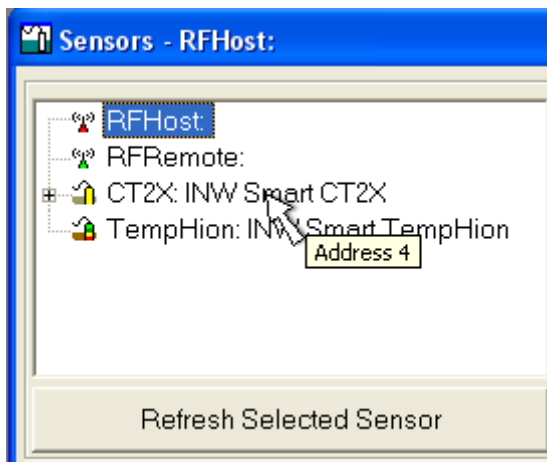 Sensors - RFHost:
RFHost:
RFRemote:
CT2X: INW Smart CT2X
TempHion: INW Smart TempHion
Address 4
Refresh Selected Sensor